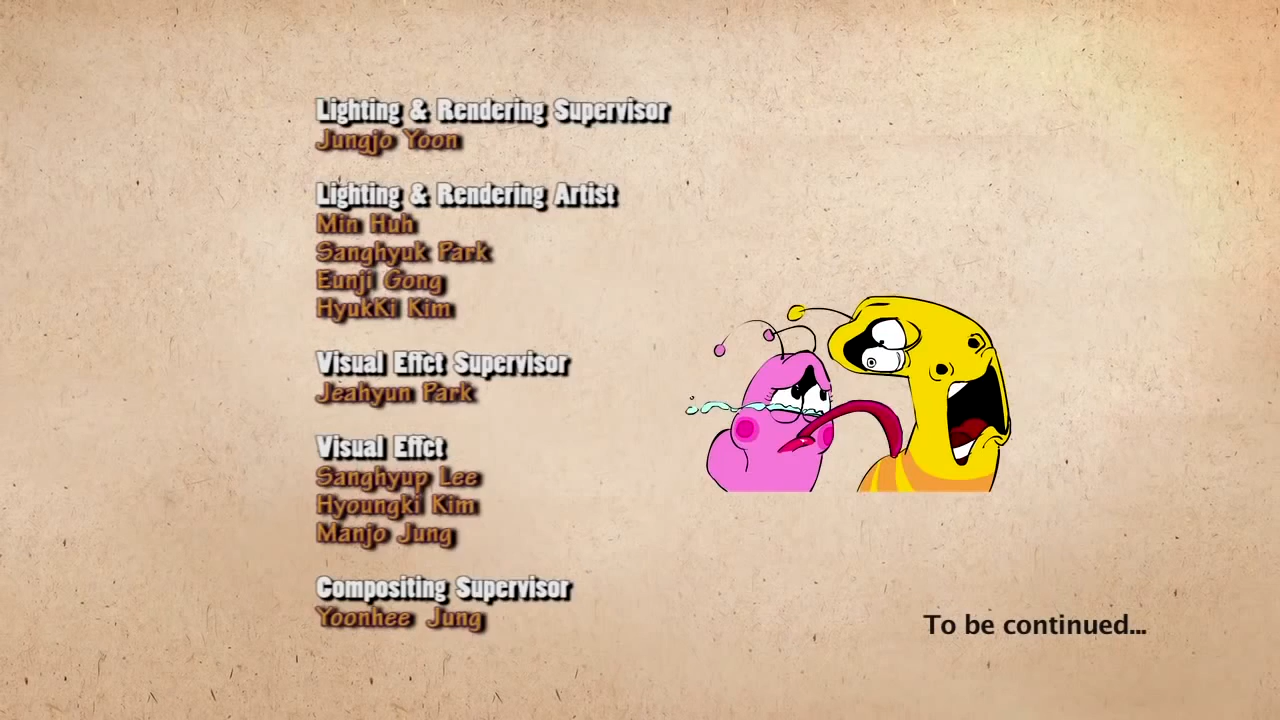 Lighting & Rendering Supervisor
Jungjo Yoon
Lighting & Rendering Artist
Min Huh
Sanghyuk Park
Eunji Gong
HyukKi Kim
Visual Effct Supervisor
Jeahyun Park
Visual Effct
Sanghyup Lee
Hyoungki Kim
Manjo Jung
Compositing Supervisor
Yoonhee Jung
To be continued...